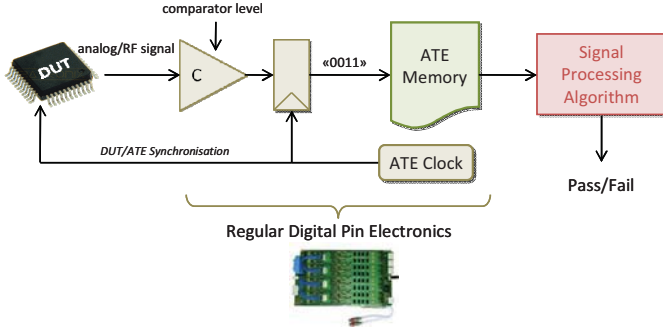 comparator level
DUT
analog/RF signal
C
«0011»
ATE
Memory
Signal
Processing
Algorithm
DUT/ATE Synchronisation
ATE Clock
Pass/Fail
Regular Digital Pin Electronics